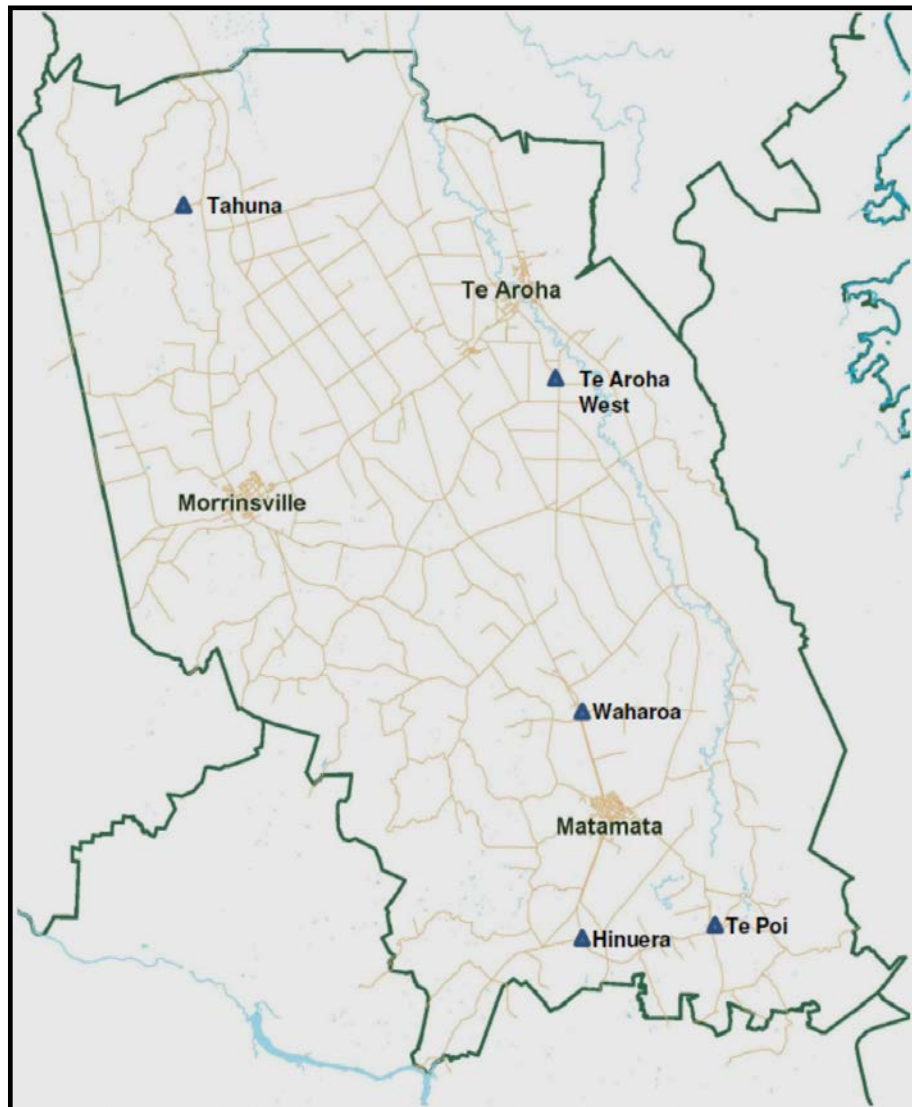 Tahuna
Te Aroha
Te Aroha
West
Morrinsville
Waharoa
Matamata
Hinuera
Te Poi